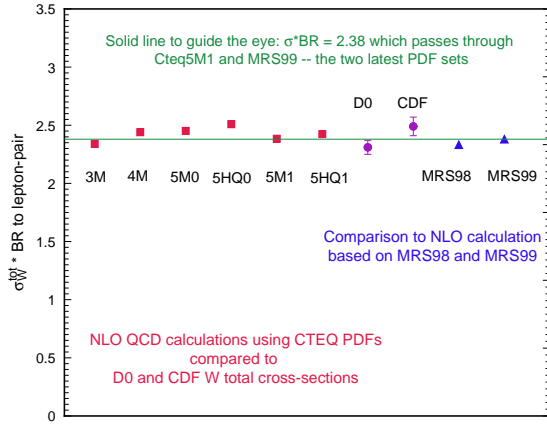 3.5
Solid line to guide the eye: σ*BR = 2.38 which passes through
Cteq5M1 and MRS99 -- the two latest PDF sets
3
D0 CDF
2.5
3M 4M 5M0 5HQ0 5M1 5HQ1 MRS98 MRS99
2
σ_W^tot * BR to lepton-pair
Comparison to NLO calculation
based on MRS98 and MRS99
1.5
1
NLO QCD calculations using CTEQ PDFs
compared to
D0 and CDF W total cross-sections
0.5
0